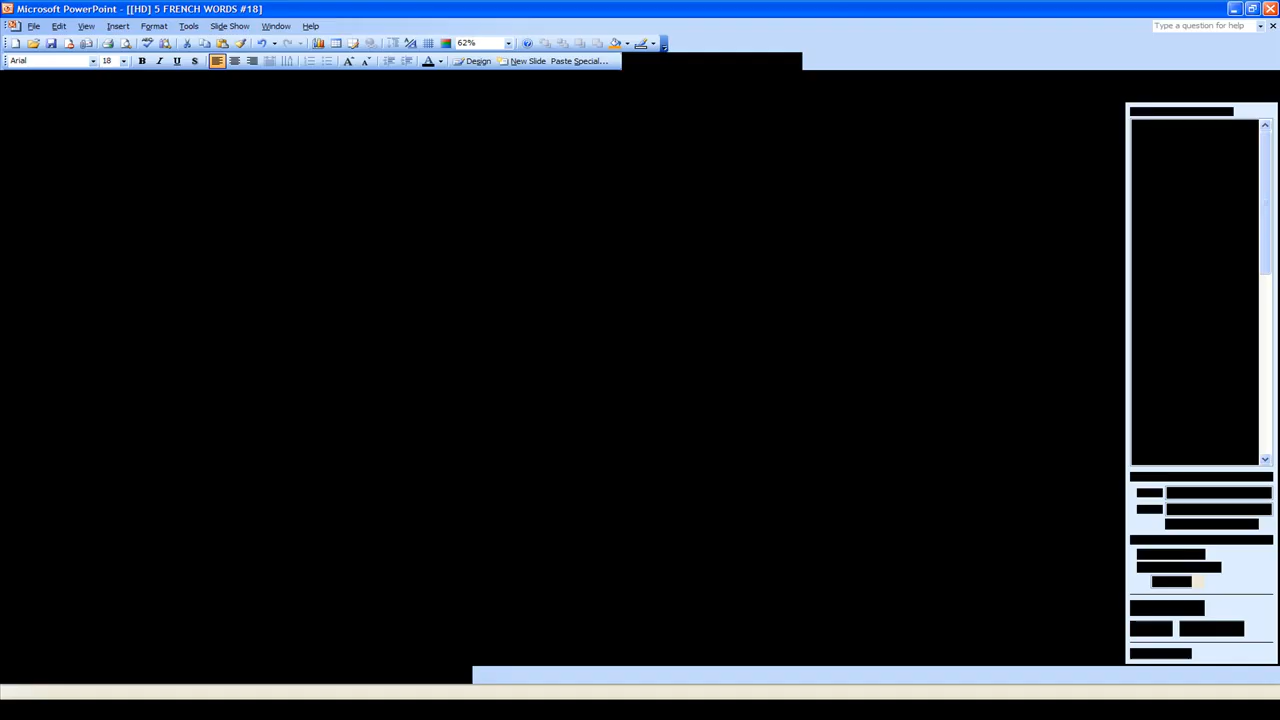 Microsoft PowerPoint - [[HD] 5 FRENCH WORDS #18]
File Edit View Insert Format Tools Slide Show Window Help Type a question for help
62%
Arial 18 B I U S A Design New Slide Paste Special...